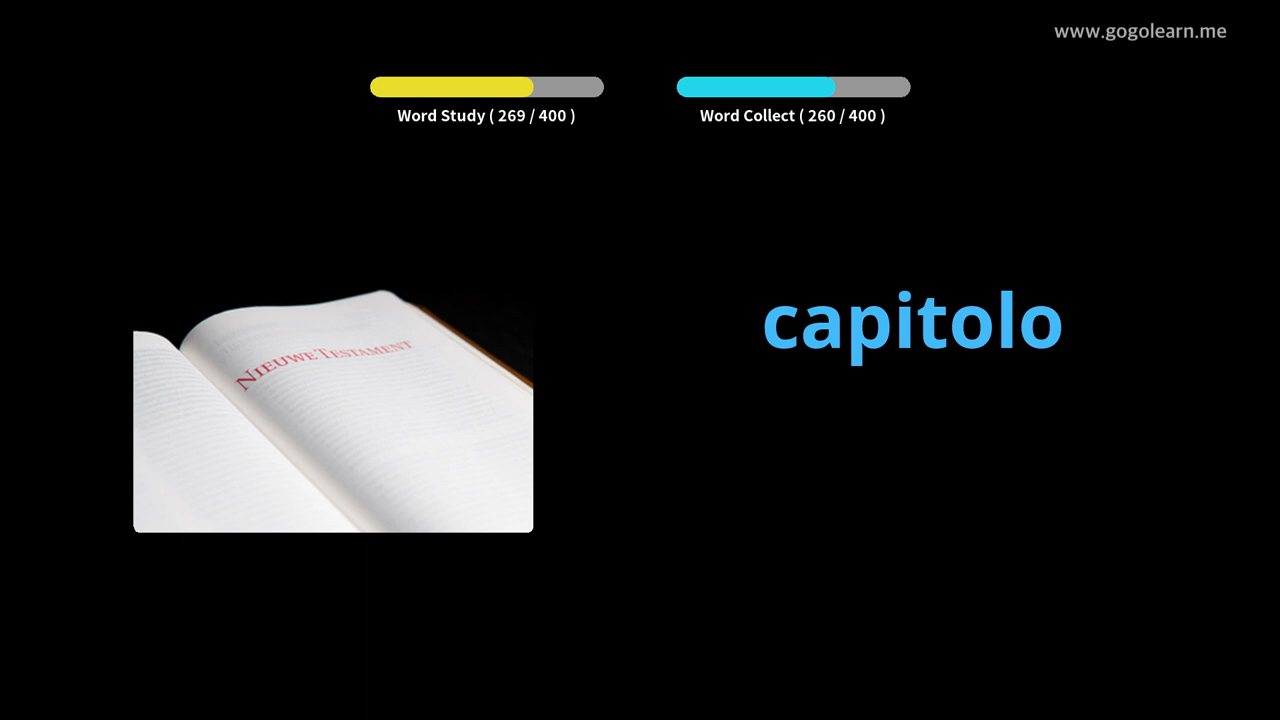 www.gogolearn.me
Word Study ( 269 / 400 )
Word Collect ( 260 / 400 )
capitolo
NIEUWE TESTAMENT